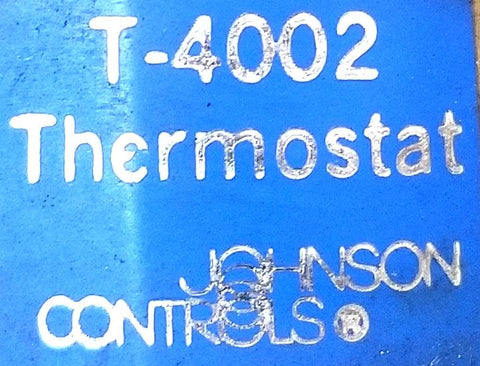 T-4002
Thermostat
JOHNSON
CONTROLS®